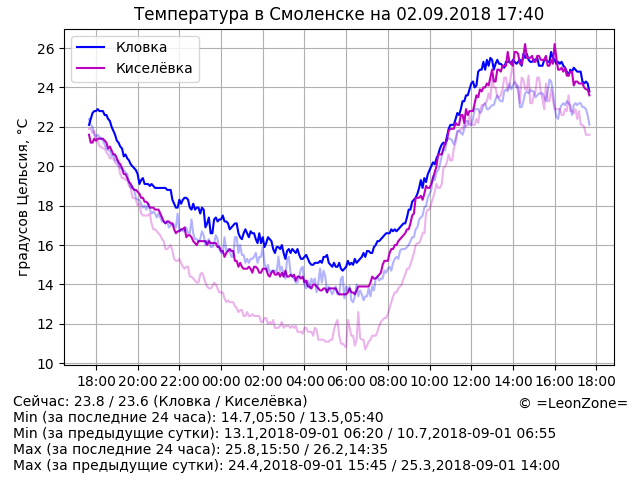 Температура в Смоленске на 02.09.2018 17:40
Кловка
Киселёвка
градусов Цельсия, °C
26
24
22
20
18
16
14
12
10
18:00 20:00 22:00 00:00 02:00 04:00 06:00 08:00 10:00 12:00 14:00 16:00 18:00
Сейчас: 23.8 / 23.6 (Кловка / Киселёвка)
© =LeonZone=
Min (за последние 24 часа): 14.7,05:50 / 13.5,05:40
Min (за предыдущие сутки): 13.1,2018-09-01 06:20 / 10.7,2018-09-01 06:55
Max (за последние 24 часа): 25.8,15:50 / 26.2,14:35
Max (за предыдущие сутки): 24.4,2018-09-01 15:45 / 25.3,2018-09-01 14:00